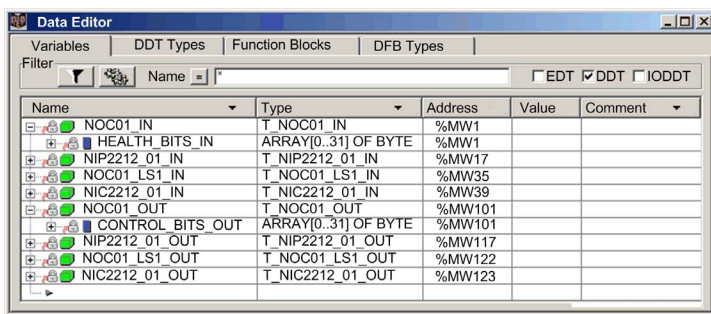 Data Editor
Variables DDT Types Function Blocks DFB Types
Filter
Name = * EDT DDT IODDT
Name Type Address Value Comment
NOC01_IN T_NOC01_IN %MW1
HEALTH_BITS_IN ARRAY[0..31] OF BYTE %MW1
NIP2212_01_IN T_NIP2212_01_IN %MW17
NOC01_LS1_IN T_NOC01_LS1_IN %MW35
NIC2212_01_IN T_NIC2212_01_IN %MW39
NOC01_OUT T_NOC01_OUT %MW101
CONTROL_BITS_OUT ARRAY[0..31] OF BYTE %MW101
NIP2212_01_OUT T_NIP2212_01_OUT %MW117
NOC01_LS1_OUT T_NOC01_LS1_OUT %MW122
NIC2212_01_OUT T_NIC2212_01_OUT %MW123